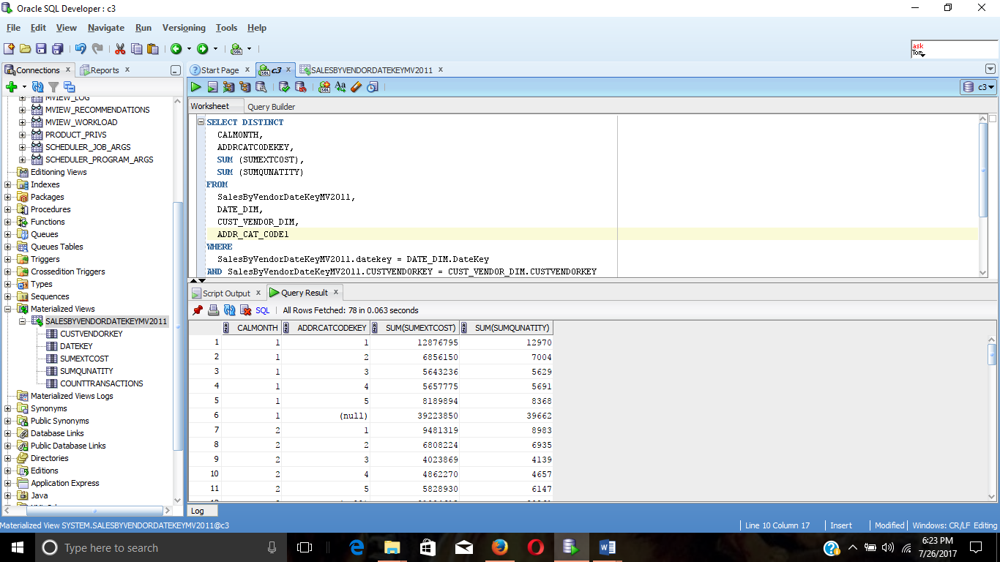 Oracle SQL Developer : c3
File Edit View Navigate Run Versioning Tools Help
ask
Tom
Connections x Reports x
Start Page x c3 x SALESBYVENDORDATEKEYMV2011 x
c3
MVIEW_LOG
MVIEW_RECOMMENDATIONS
MVIEW_WORKLOAD
PRODUCT_PRIVS
SCHEDULER_JOB_ARGS
SCHEDULER_PROGRAM_ARGS
Editioning Views
Indexes
Packages
Procedures
Functions
Queues
Queues Tables
Triggers
Crossedition Triggers
Types
Sequences
Materialized Views
SALESBYVENDORDATEKEYMV2011
CUSTVENDORKEY
DATEKEY
SUMEXTCOST
SUMQUNATITY
COUNTTRANSACTIONS
Materialized Views Logs
Synonyms
Public Synonyms
Database Links
Public Database Links
Directories
Editions
Application Express
Java
Worksheet Query Builder
SELECT DISTINCT
CALMONTH,
ADDRCATCODEKEY,
SUM (SUMEXTCOST),
SUM (SUMQUNATITY)
FROM
SalesByVendorDateKeyMV2011,
DATE_DIM,
CUST_VENDOR_DIM,
ADDR_CAT_CODE1
WHERE
SalesByVendorDateKeyMV2011.datekey = DATE_DIM.DateKey
AND SalesByVendorDateKeyMV2011.CUSTVENDORKEY = CUST_VENDOR_DIM.CUSTVENDORKEY
Script Output x Query Result x
SQL | All Rows Fetched: 78 in 0.063 seconds
CALMONTH ADDRCATCODEKEY SUM(SUMEXTCOST) SUM(SUMQUNATITY)
1 1 1 12876795 12970
2 1 2 6856150 7004
3 1 3 5643236 5629
4 1 4 5657775 5691
5 1 5 8189894 8368
6 1 (null) 39223850 39662
7 2 1 9481319 8983
8 2 2 6808224 6935
9 2 3 4023869 4139
10 2 4 4862270 4657
11 2 5 5828930 6147
Log
Materialized View SYSTEM.SALESBYVENDORDATEKEYMV2011@c3
Line 10 Column 17 Insert Modified Windows: CR/LF Editing
Type here to search
6:23 PM
7/26/2017